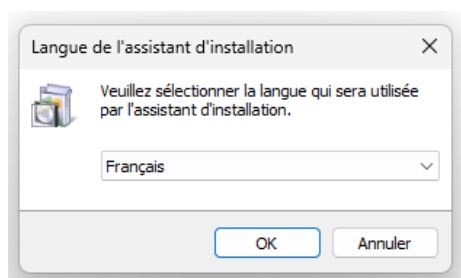 Langue de l'assistant d'installation
Veuillez sélectionner la langue qui sera utilisée
par l'assistant d'installation.
Français
OK
Annuler